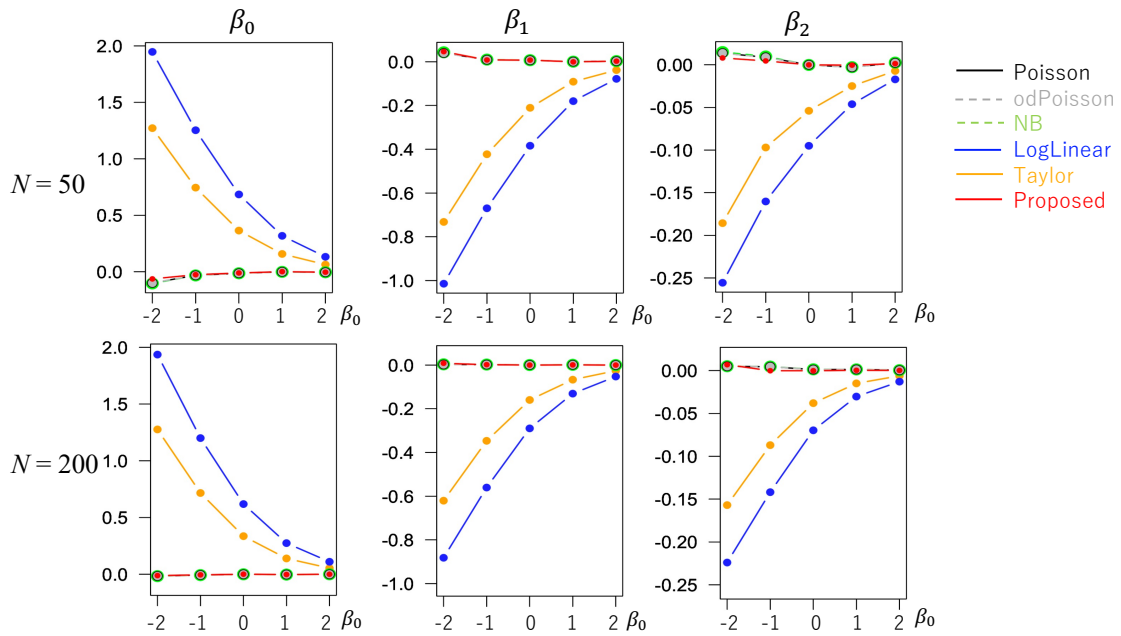 β₀ β₁ β₂
N = 50
2.0
1.5
1.0
0.5
0.0
-2 -1 0 1 2 β₀
0.0
-0.2
-0.4
-0.6
-0.8
-1.0
-2 -1 0 1 2 β₀
0.00
-0.05
-0.10
-0.15
-0.20
-0.25
-2 -1 0 1 2 β₀
Poisson
odPoisson
NB
LogLinear
Taylor
Proposed
N = 200
2.0
1.5
1.0
0.5
0.0
-2 -1 0 1 2 β₀
0.0
-0.2
-0.4
-0.6
-0.8
-1.0
-2 -1 0 1 2 β₀
0.00
-0.05
-0.10
-0.15
-0.20
-0.25
-2 -1 0 1 2 β₀